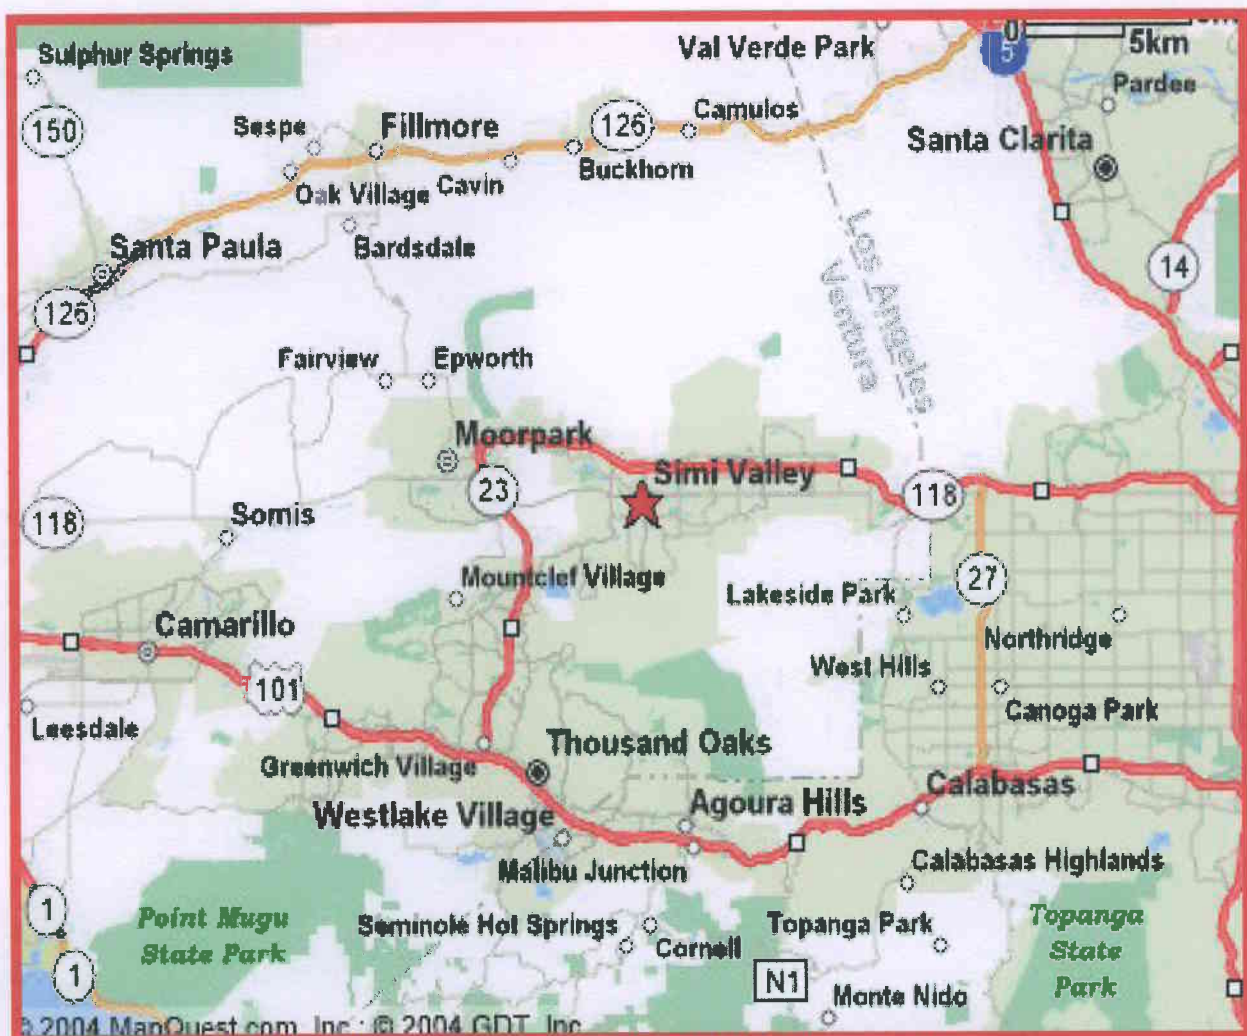 0
5km
Val Verde Park
5
Sulphur Springs
Pardee
150
Sespe
Fillmore
126
Camulos
Santa Clarita
Buckhorn
Cavin
Oak Village
Santa Paula
Bardsdale
Los Angeles
Ventura
14
126
Fairview
Epworth
Moorpark
Simi Valley
23
118
118
Somis
Mountclef Village
27
Lakeside Park
Camarillo
Northridge
West Hills
101
Leesdale
Canoga Park
Thousand Oaks
Greenwich Village
Calabasas
Westlake Village
Agoura Hills
Malibu Junction
Calabasas Highlands
1
Point Mugu
State Park
Seminole Hot Springs
Cornell
Topanga Park
Topanga
State
Park
1
N1
Monte Nido
© 2004 MapQuest.com, Inc.; © 2004 GDT, Inc.